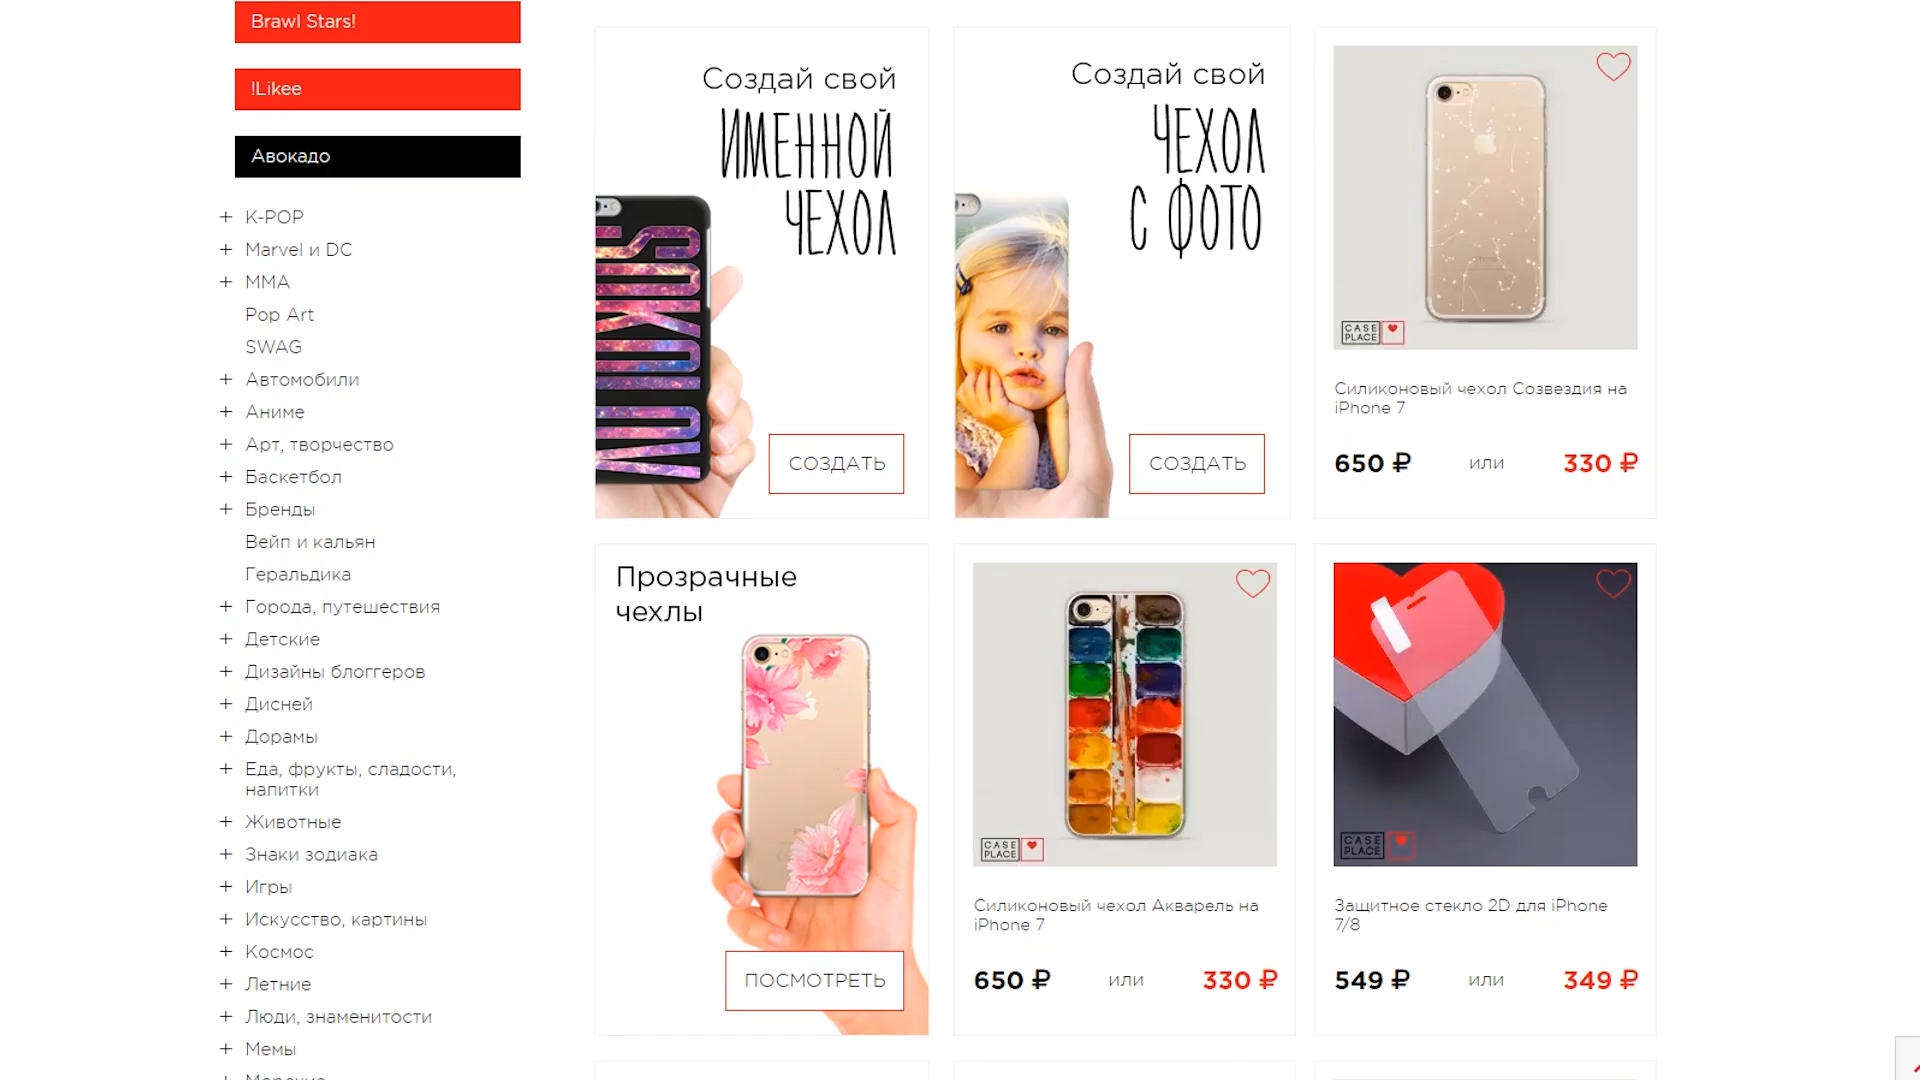 Brawl Stars!
!Likee
Авокадо
+ K-POP
+ Marvel и DC
+ MMA
Pop Art
SWAG
+ Автомобили
+ Аниме
+ Арт, творчество
+ Баскетбол
+ Бренды
Вейп и кальян
Геральдика
+ Города, путешествия
+ Детские
+ Дизайны блоггеров
+ Дисней
+ Дорамы
+ Еда, фрукты, сладости,
напитки
+ Животные
+ Знаки зодиака
+ Игры
+ Искусство, картины
+ Космос
+ Летние
+ Люди, знаменитости
+ Мемы
Создай свой
ИМЕННОЙ
ЧЕХОЛ
SOKOLOV
СОЗДАТЬ
Создай свой
ЧЕХОЛ
С ФОТО
СОЗДАТЬ
CASE
PLACE
Силиконовый чехол Созвездия на
iPhone 7
650 ₽ или 330 ₽
Прозрачные
чехлы
ПОСМОТРЕТЬ
CASE
PLACE
Силиконовый чехол Акварель на
iPhone 7
650 ₽ или 330 ₽
CASE
PLACE
Защитное стекло 2D для iPhone
7/8
549 ₽ или 349 ₽